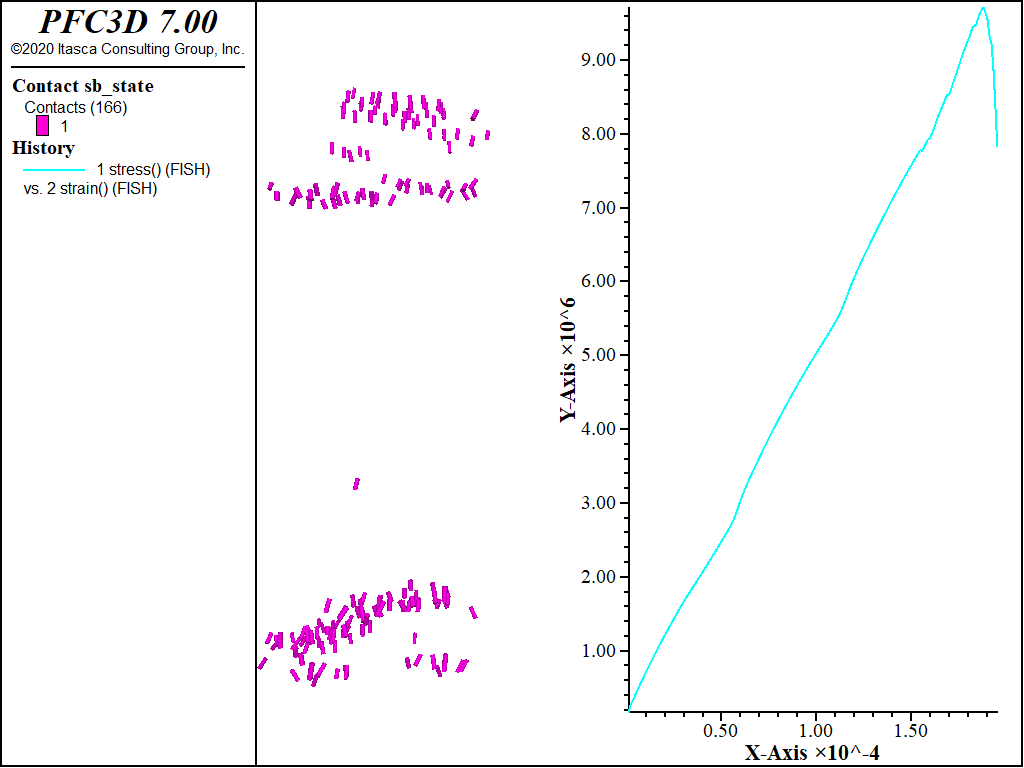 PFC3D 7.00
©2020 Itasca Consulting Group, Inc.
Contact sb_state
Contacts (166)
1
History
1 stress() (FISH)
vs. 2 strain() (FISH)
9.00
8.00
7.00
6.00
5.00
4.00
3.00
2.00
1.00
Y-Axis ×10^6
0.50
1.00
1.50
X-Axis ×10^-4